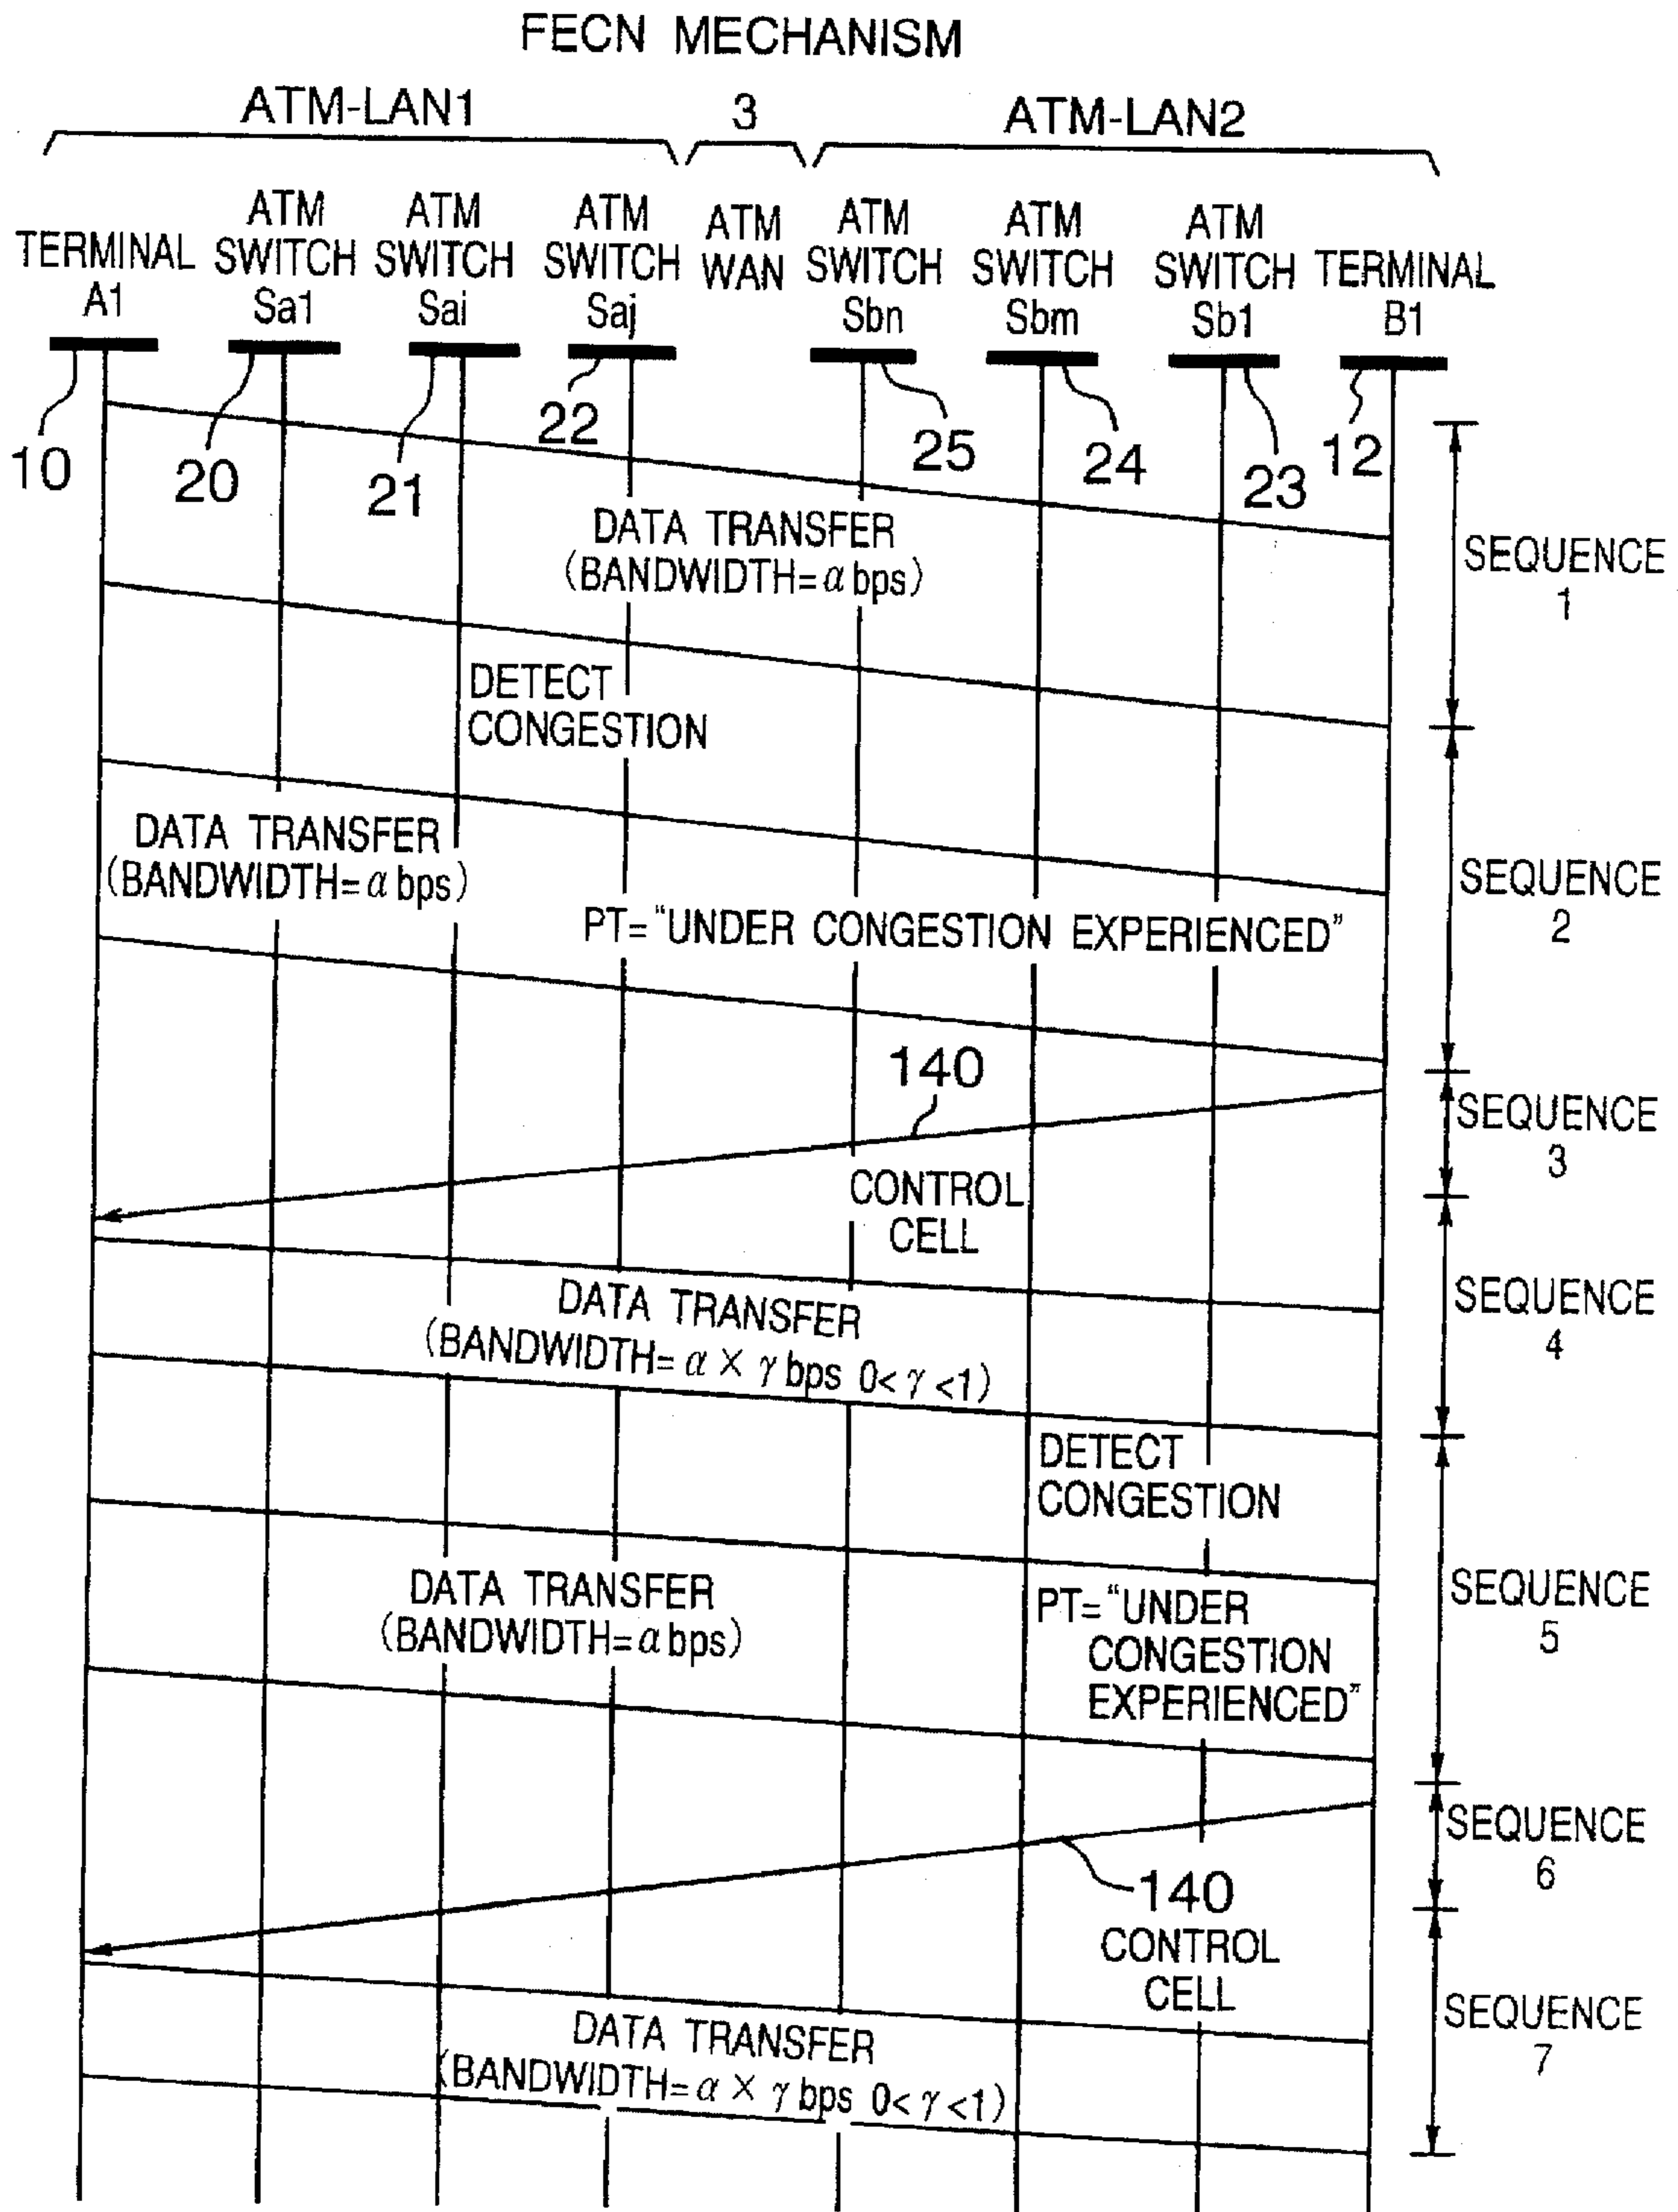 FECN MECHANISM
ATM-LAN1
3
ATM-LAN2
TERMINAL
A1
ATM
SWITCH
Sa1
ATM
SWITCH
Sai
ATM
SWITCH
Saj
ATM
WAN
ATM
SWITCH
Sbn
ATM
SWITCH
Sbm
ATM
SWITCH
Sb1
TERMINAL
B1
10
20
21
22
25
24
23
12
DATA TRANSFER
(BANDWIDTH=α bps)
SEQUENCE
1
DETECT
CONGESTION
DATA TRANSFER
(BANDWIDTH=α bps)
PT=“UNDER CONGESTION EXPERIENCED”
SEQUENCE
2
140
CONTROL
CELL
SEQUENCE
3
DATA TRANSFER
(BANDWIDTH=α × γ bps 0<γ<1)
SEQUENCE
4
DETECT
CONGESTION
DATA TRANSFER
(BANDWIDTH=α bps)
PT=“UNDER
CONGESTION
EXPERIENCED”
SEQUENCE
5
140
CONTROL
CELL
SEQUENCE
6
DATA TRANSFER
(BANDWIDTH=α × γ bps 0<γ<1)
SEQUENCE
7